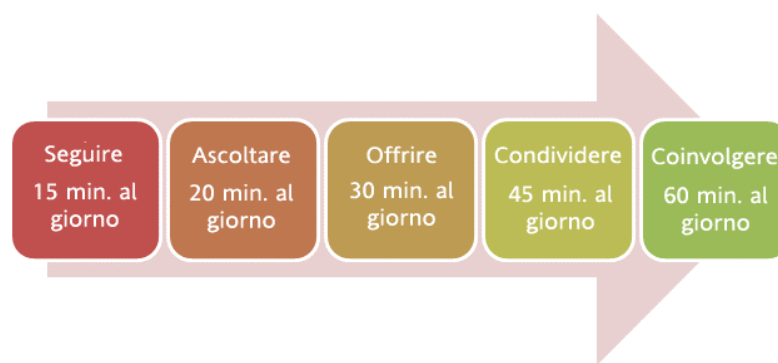 Seguire
15 min. al
giorno
Ascoltare
20 min. al
giorno
Offrire
30 min. al
giorno
Condividere
45 min. al
giorno
Coinvolgere
60 min. al
giorno